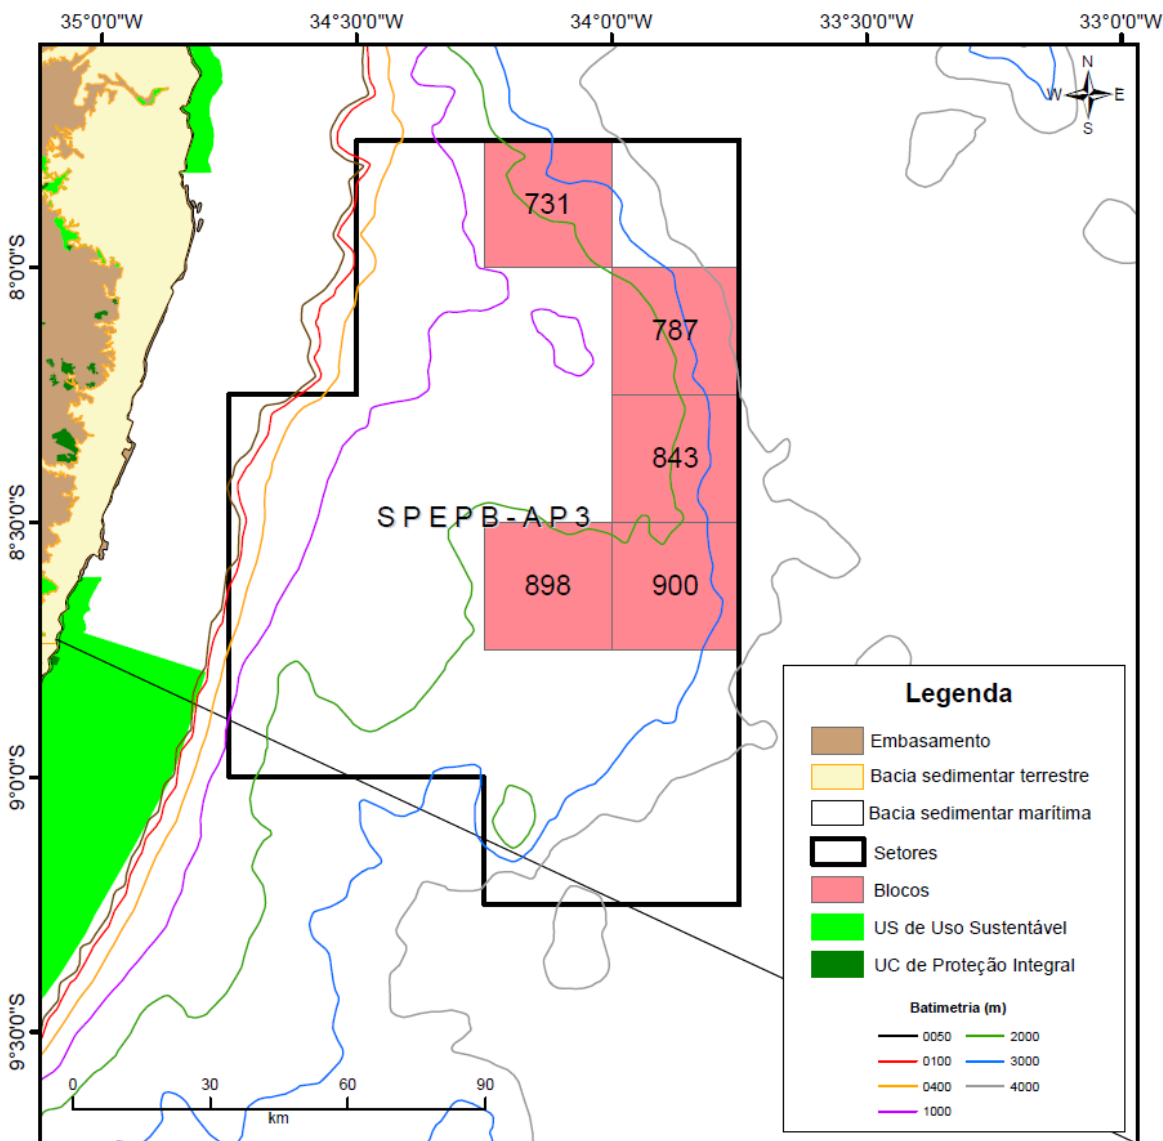 35°0'0"W 34°30'0"W 34°0'0"W 33°30'0"W 33°0'0"W
N
W E
S
731
8°0'0"S
787
843
8°30'0"S
SPEPB-AP3
898 900
Legenda
Embasamento
Bacia sedimentar terrestre
9°0'0"S
Bacia sedimentar marítima
Setores
Blocos
US de Uso Sustentável
UC de Proteção Integral
Batimetria (m)
0050 2000
9°30'0"S
0100 3000
0400 4000
1000
0 30 60 90
km